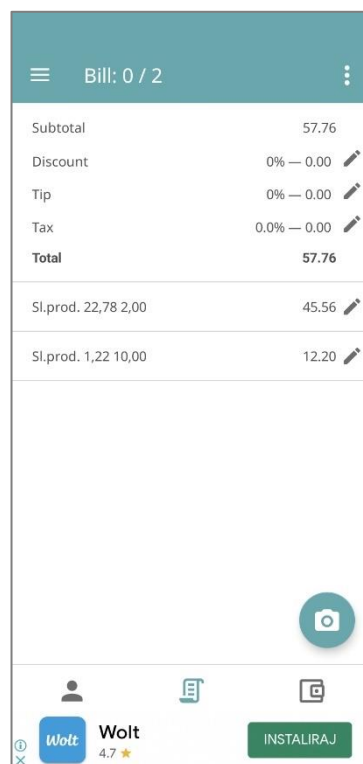 Bill: 0 / 2
Subtotal 57.76
Discount 0% — 0.00
Tip 0% — 0.00
Tax 0.0% — 0.00
Total 57.76
Sl.prod. 22,78 2,00 45.56
Sl.prod. 1,22 10,00 12.20
Wolt
Wolt
4.7 ★
INSTALIRAJ